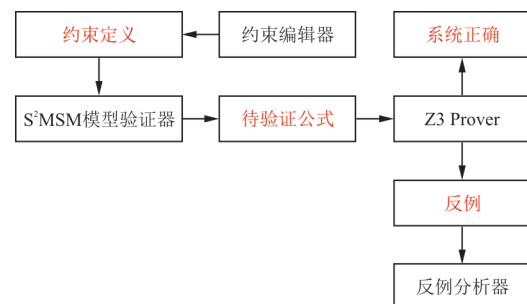 约束定义
约束编辑器
系统正确
S²MSM模型验证器
待验证公式
Z3 Prover
反例
反例分析器